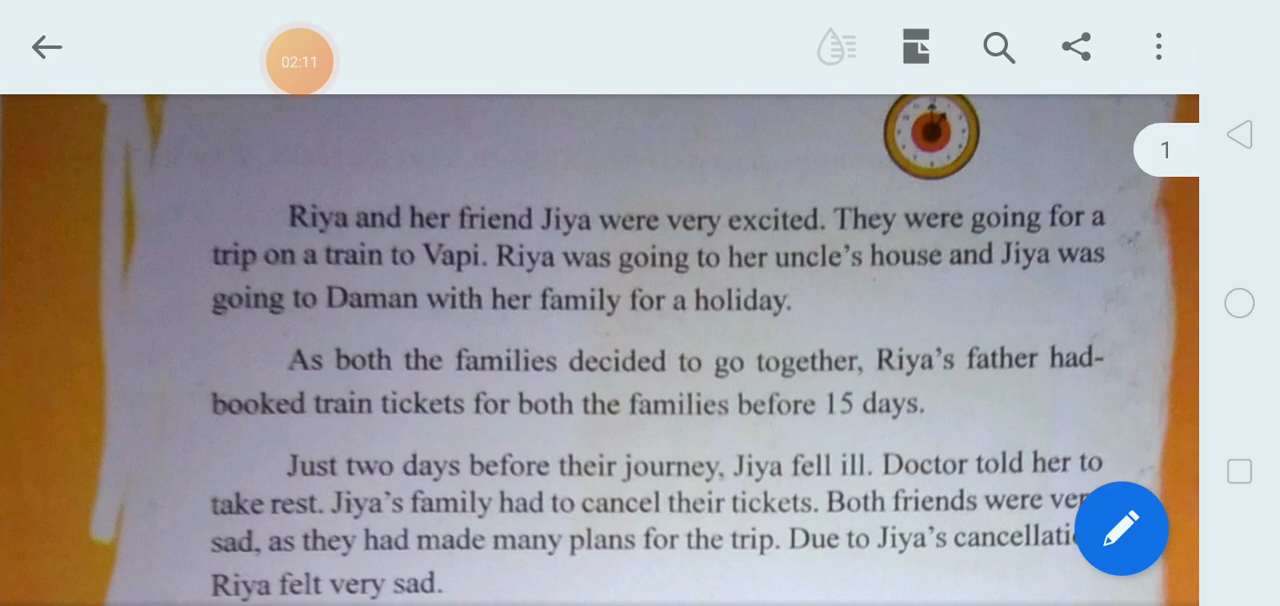 02:11
1
Riya and her friend Jiya were very excited. They were going for a
trip on a train to Vapi. Riya was going to her uncle's house and Jiya was
going to Daman with her family for a holiday.
As both the families decided to go together, Riya's father had-
booked train tickets for both the families before 15 days.
Just two days before their journey, Jiya fell ill. Doctor told her to
take rest. Jiya's family had to cancel their tickets. Both friends were
sad, as they had made many plans for the trip. Due to Jiya's
Riya felt very sad.